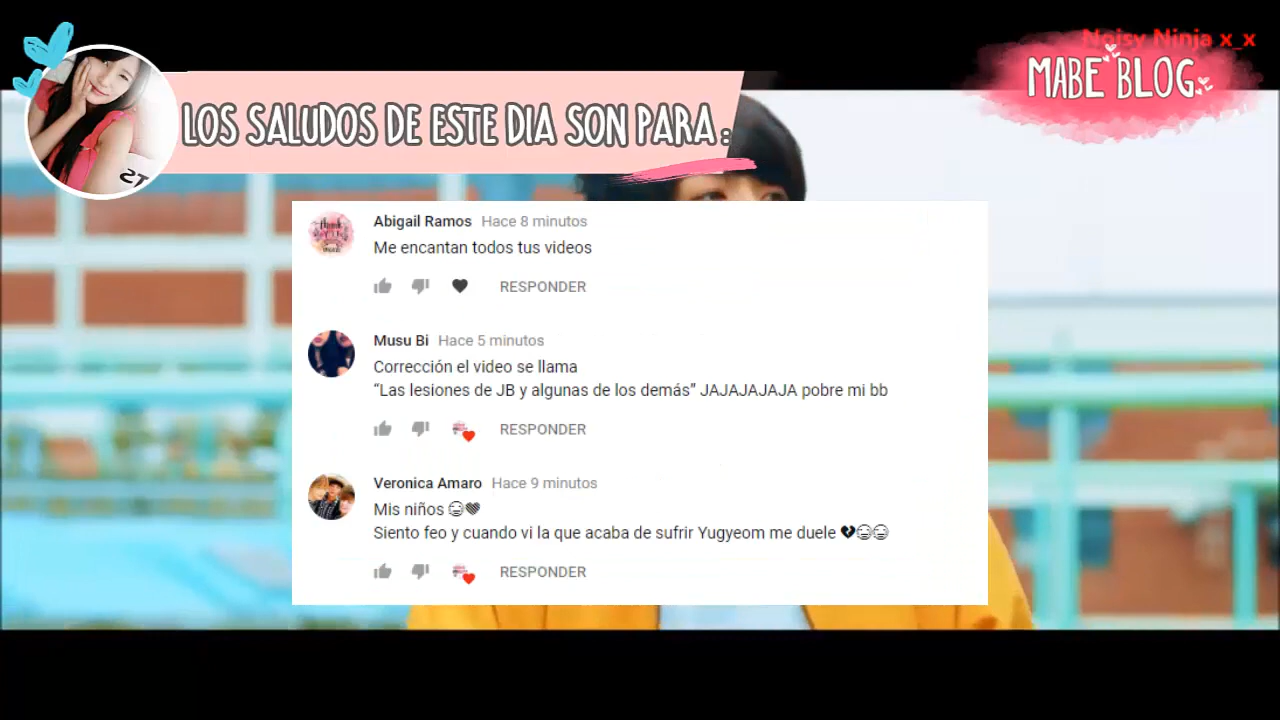 Noisy Ninja x_x
MABE BLOG
LOS SALUDOS DE ESTE DIA SON PARA :
Abigail Ramos Hace 8 minutos
Me encantan todos tus videos
RESPONDER
Musu Bi Hace 5 minutos
Corrección el video se llama
“Las lesiones de JB y algunas de los demás” JAJAJAJAJA pobre mi bb
RESPONDER
Veronica Amaro Hace 9 minutos
Mis niños 😔💔
Siento feo y cuando vi la que acaba de sufrir Yugyeom me duele 💔😔😔
RESPONDER